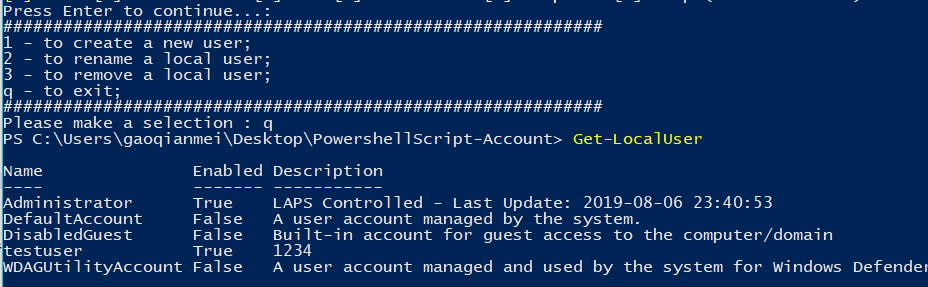 Press Enter to continue...:
############################################################
1 - to create a new user;
2 - to rename a local user;
3 - to remove a local user;
q - to exit;
############################################################
Please make a selection : q
PS C:\Users\gaoqianmei\Desktop\PowershellScript-Account> Get-LocalUser
Name Enabled Description
---- ------- -----------
Administrator True LAPS Controlled - Last Update: 2019-08-06 23:40:53
DefaultAccount False A user account managed by the system.
DisabledGuest False Built-in account for guest access to the computer/domain
testuser True 1234
WDAGUtilityAccount False A user account managed and used by the system for Windows Defender